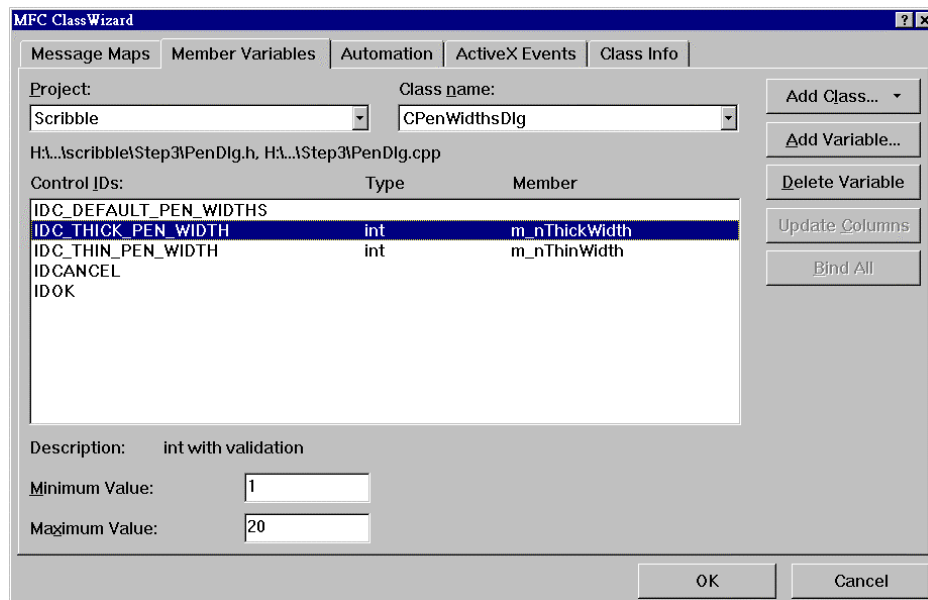 MFC ClassWizard
Message Maps Member Variables Automation ActiveX Events Class Info
Project: Class name:
Scribble CPenWidthsDlg
H:\...\scribble\Step3\PenDlg.h, H:\...\Step3\PenDlg.cpp
Control IDs: Type Member
IDC_DEFAULT_PEN_WIDTHS
IDC_THICK_PEN_WIDTH int m_nThickWidth
IDC_THIN_PEN_WIDTH int m_nThinWidth
IDCANCEL
IDOK
Add Class...
Add Variable...
Delete Variable
Update Columns
Bind All
Description: int with validation
Minimum Value: 1
Maximum Value: 20
OK Cancel